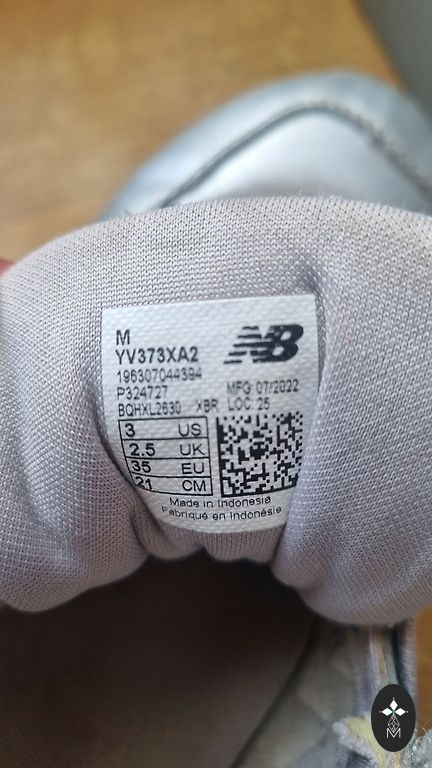 M
NB
YV373XA2
196307044394
P324727 MFG 07/2022
BQHXL2630 XBR LOC: 25
3 US
2.5 UK
35 EU
21 CM
Made in Indonesia
Fabriqué en Indonésie
M